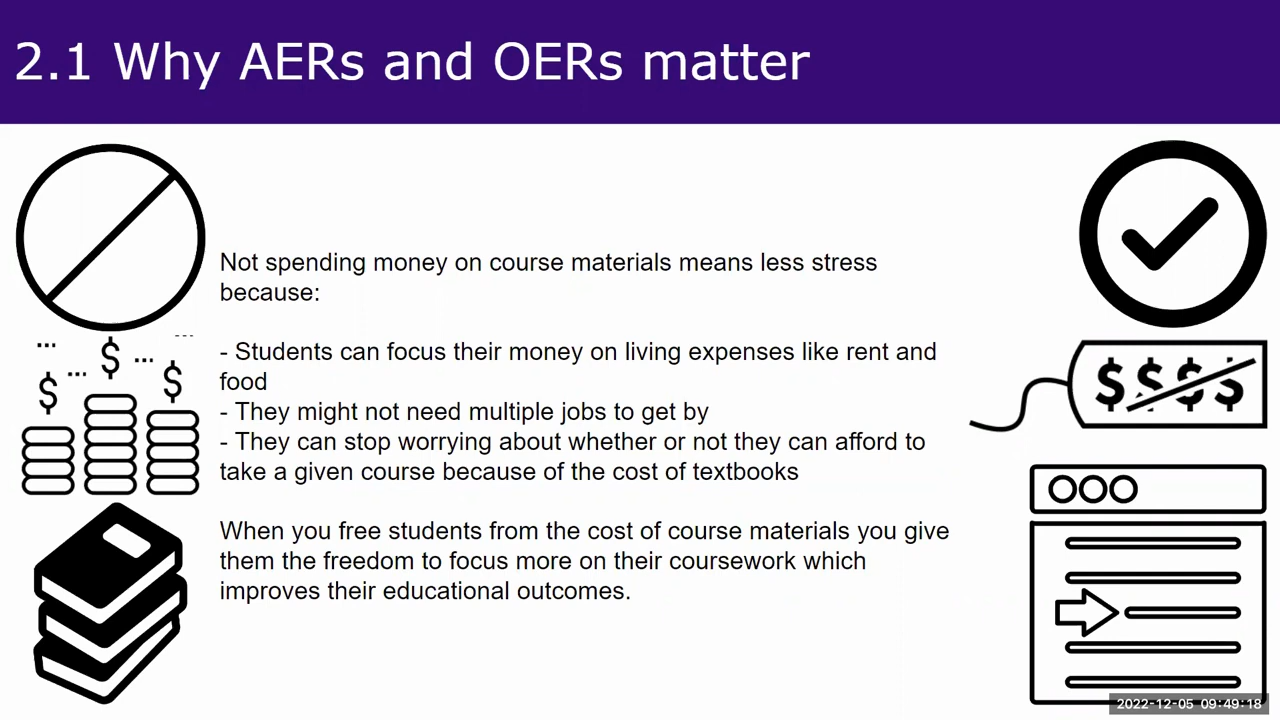 2.1 Why AERs and OERs matter
Not spending money on course materials means less stress
because:
- Students can focus their money on living expenses like rent and
food
- They might not need multiple jobs to get by
- They can stop worrying about whether or not they can afford to
take a given course because of the cost of textbooks
When you free students from the cost of course materials you give
them the freedom to focus more on their coursework which
improves their educational outcomes.
$ $ $
$$$$
2022-12-05 09:49:18